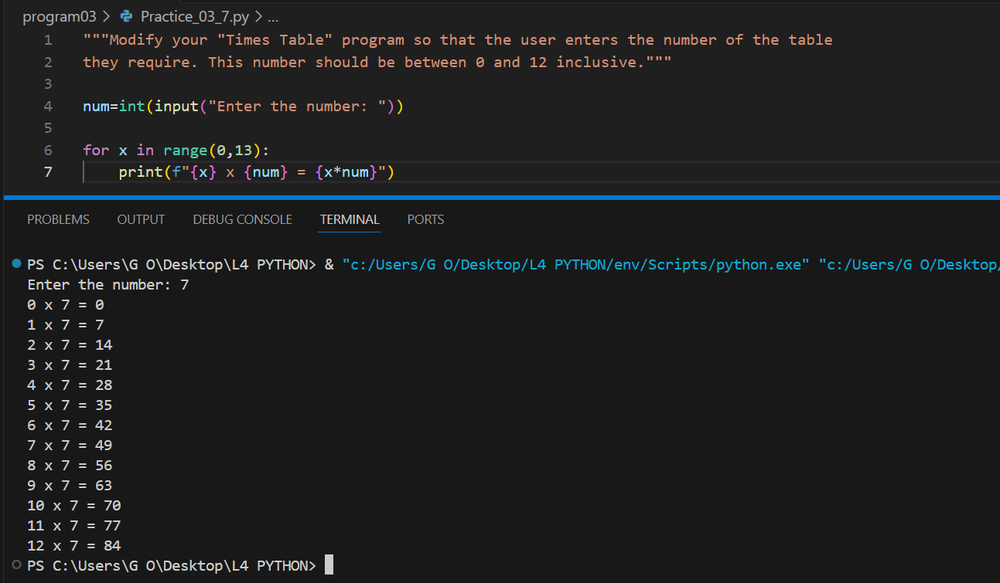 program03 > Practice_03_7.py > ...
1 """Modify your "Times Table" program so that the user enters the number of the table
2 they require. This number should be between 0 and 12 inclusive."""
3
4 num=int(input("Enter the number: "))
5
6 for x in range(0,13):
7     print(f"{x} x {num} = {x*num}")
PROBLEMS OUTPUT DEBUG CONSOLE TERMINAL PORTS
PS C:\Users\G O\Desktop\L4 PYTHON> & "c:/Users/G O/Desktop/L4 PYTHON/env/Scripts/python.exe" "c:/Users/G O/Desktop/
Enter the number: 7
0 x 7 = 0
1 x 7 = 7
2 x 7 = 14
3 x 7 = 21
4 x 7 = 28
5 x 7 = 35
6 x 7 = 42
7 x 7 = 49
8 x 7 = 56
9 x 7 = 63
10 x 7 = 70
11 x 7 = 77
12 x 7 = 84
PS C:\Users\G O\Desktop\L4 PYTHON>